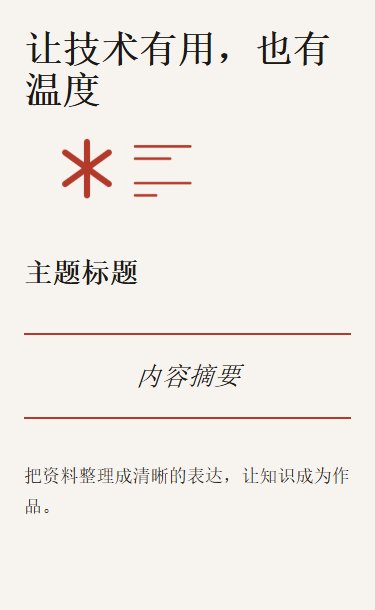 让技术有用，也有
温度
主题标题
内容摘要
把资料整理成清晰的表达，让知识成为作
品。